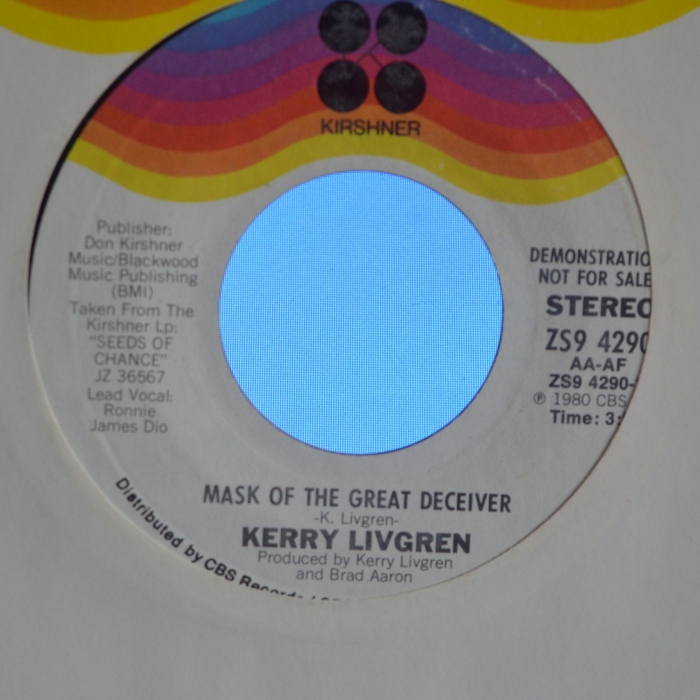 KIRSHNER
Publisher:
Don Kirshner
Music/Blackwood
Music Publishing
(BMI)
Taken From The
Kirshner Lp:
"SEEDS OF
CHANCE"
JZ 36567
Lead Vocal:
Ronnie
James Dio
DEMONSTRATIO
NOT FOR SALE
STEREO
ZS9 4290
AA-AF
ZS9 4290-
℗ 1980 CBS
Time: 3:
MASK OF THE GREAT DECEIVER
-K. Livgren-
KERRY LIVGREN
Produced by Kerry Livgren
and Brad Aaron
Distributed by CBS Records